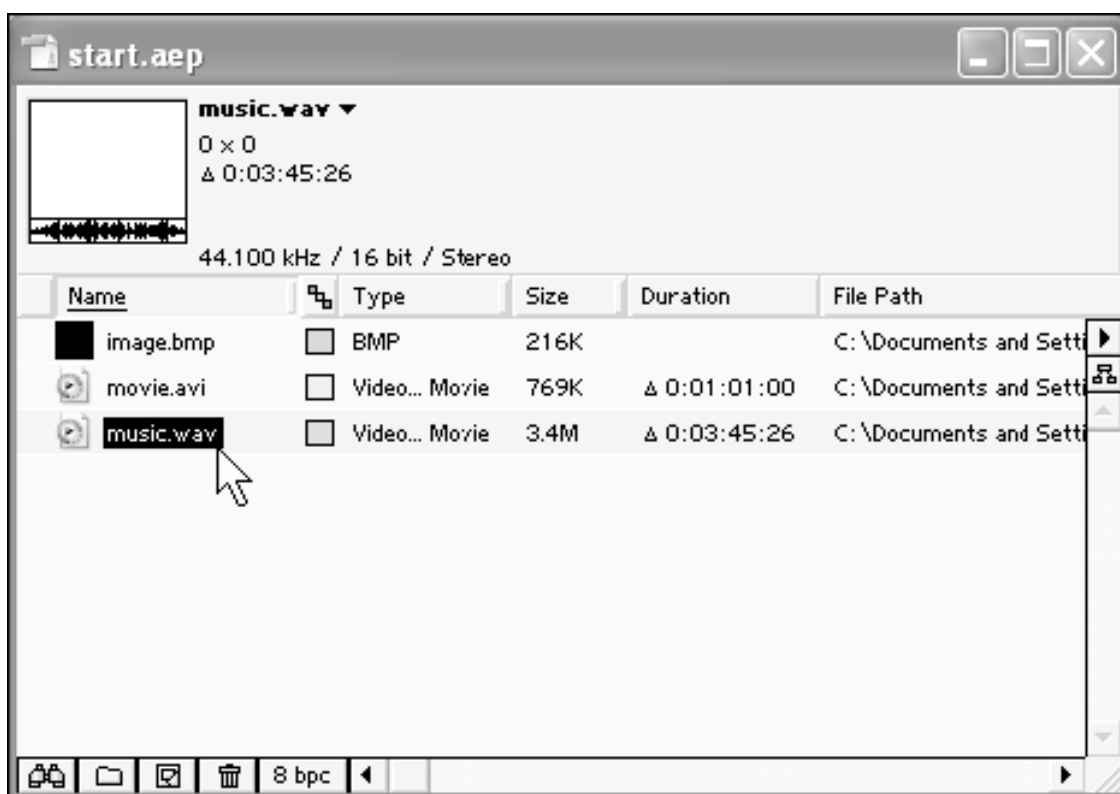 start.aep
music.wav
0 x 0
Δ 0:03:45:26
44.100 kHz / 16 bit / Stereo
Name Type Size Duration File Path
image.bmp BMP 216K C:\Documents and Setti
movie.avi Video... Movie 769K Δ 0:01:01:00 C:\Documents and Setti
music.wav Video... Movie 3.4M Δ 0:03:45:26 C:\Documents and Setti
8 bpc